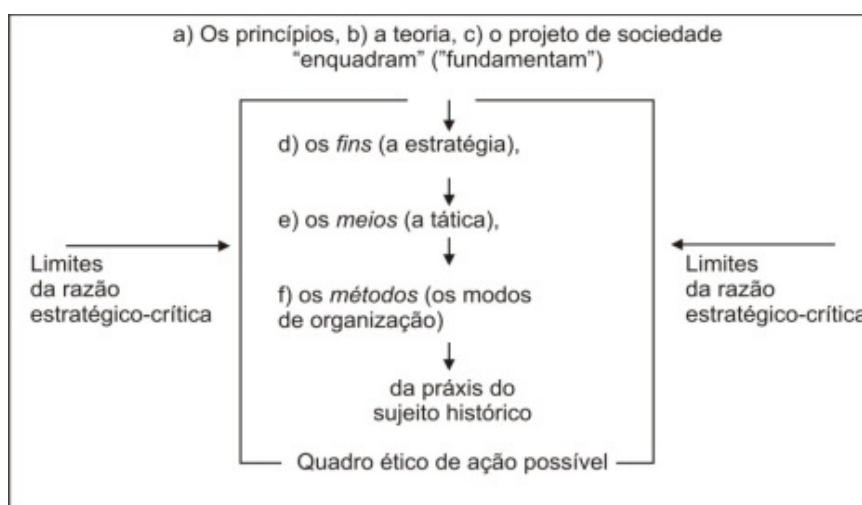 a) Os princípios, b) a teoria, c) o projeto de sociedade
“enquadram” (”fundamentam”)
d) os fins (a estratégia),
e) os meios (a tática),
Limites
da razão
estratégico-crítica
f) os métodos (os modos
de organização)
Limites
da razão
estratégico-crítica
da práxis do
sujeito histórico
Quadro ético de ação possível